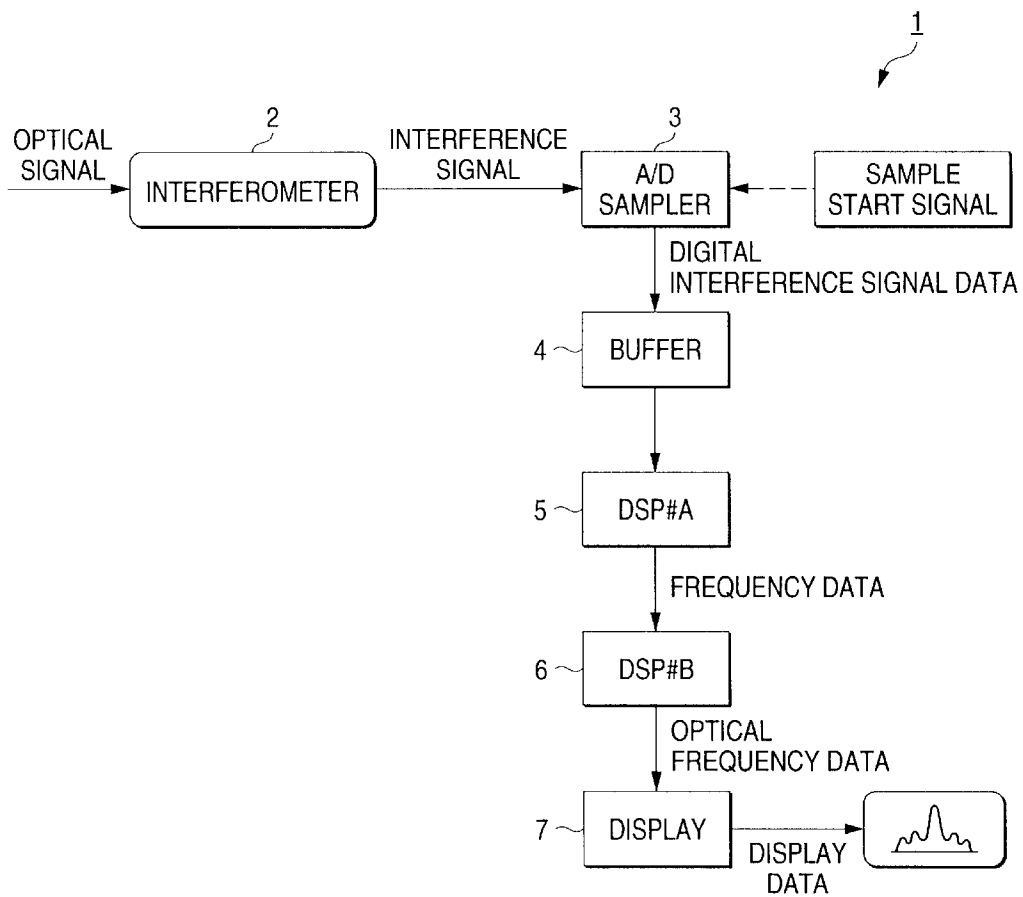 1
OPTICAL
SIGNAL
2
INTERFEROMETER
INTERFERENCE
SIGNAL
3
A/D
SAMPLER
SAMPLE
START SIGNAL
DIGITAL
INTERFERENCE SIGNAL DATA
4
BUFFER
5
DSP#A
FREQUENCY DATA
6
DSP#B
OPTICAL
FREQUENCY DATA
7
DISPLAY
DISPLAY
DATA